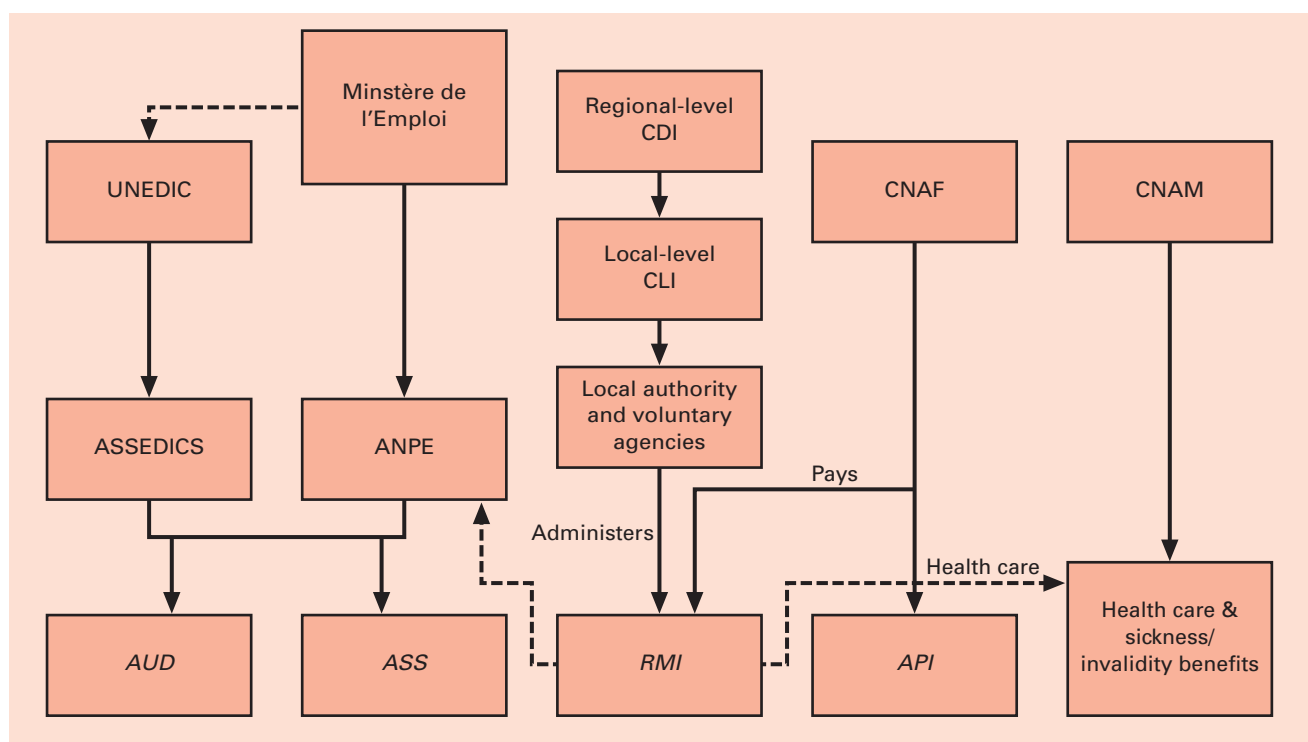 Minstère de
l'Emploi
Regional-level
CDI
UNEDIC
CNAF
CNAM
Local-level
CLI
Local authority
and voluntary
agencies
ASSEDICS
ANPE
Pays
Administers
Health care
AUD
ASS
RMI
API
Health care &
sickness/
invalidity benefits